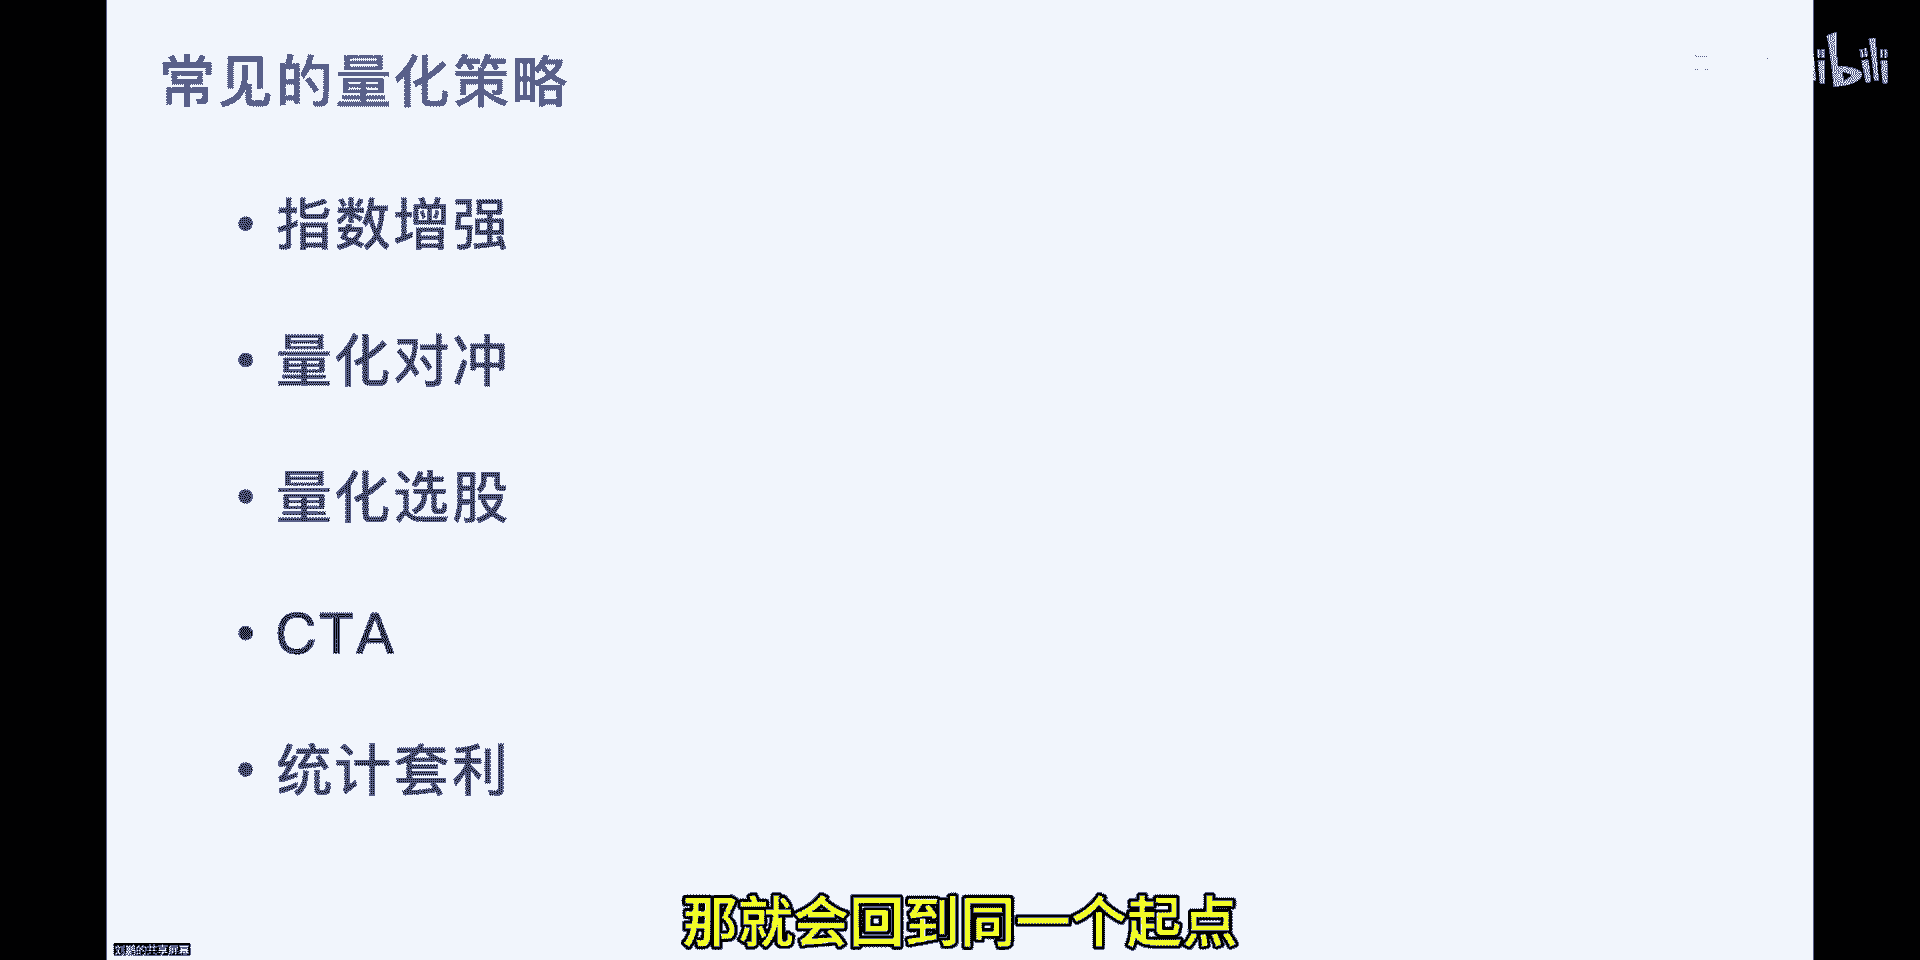 常见的量化策略
• 指数增强
• 量化对冲
• 量化选股
• CTA
• 统计套利
那就会回到同一个起点
刘鹏的共享屏幕